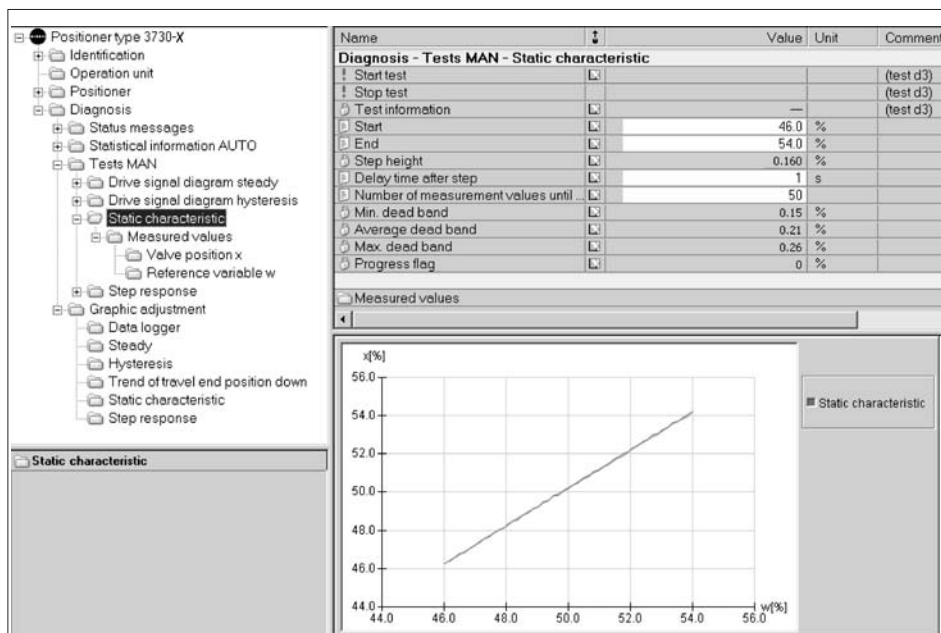 Positioner type 3730-X
Identification
Operation unit
Positioner
Diagnosis
Status messages
Statistical information AUTO
Tests MAN
Drive signal diagram steady
Drive signal diagram hysteresis
Static characteristic
Measured values
Valve position x
Reference variable w
Step response
Graphic adjustment
Data logger
Steady
Hysteresis
Trend of travel end position down
Static characteristic
Step response
Static characteristic
Name Value Unit Comment
Diagnosis - Tests MAN - Static characteristic
! Start test (test d3)
! Stop test (test d3)
Test information — (test d3)
Start 46.0 %
End 54.0 %
Step height 0.160 %
Delay time after step 1 s
Number of measurement values until ... 50
Min. dead band 0.15 %
Average dead band 0.21 %
Max. dead band 0.26 %
Progress flag 0 %
Measured values
x[%]
56.0
54.0
52.0
50.0
48.0
46.0
44.0
44.0 46.0 48.0 50.0 52.0 54.0 56.0
w[%]
Static characteristic